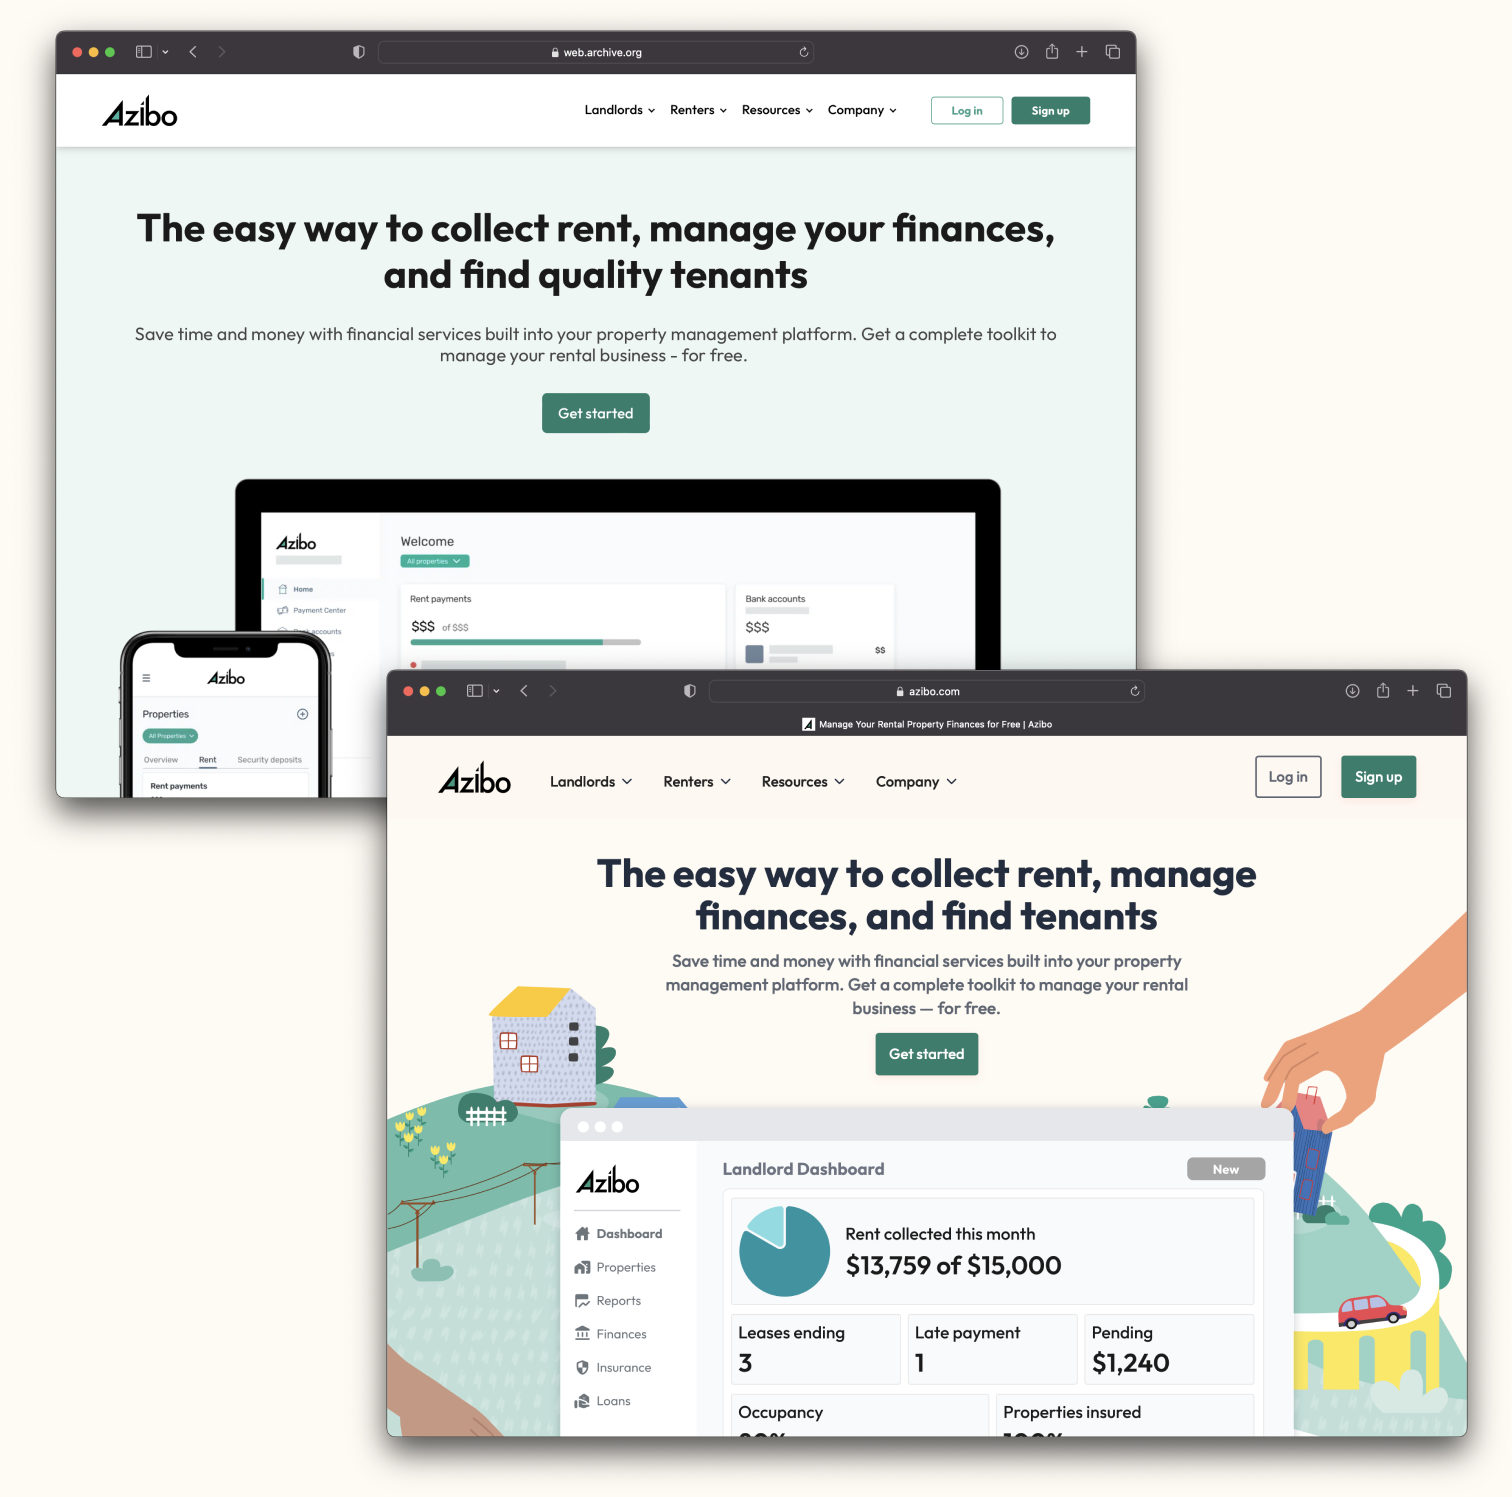 web.archive.org
Azibo
Landlords Renters Resources Company Log in Sign up
The easy way to collect rent, manage your finances,
and find quality tenants
Save time and money with financial services built into your property management platform. Get a complete toolkit to
manage your rental business - for free.
Get started
Azibo
Welcome
All properties
Home
Payment Center
accounts
Rent payments
$$$ of $$$
Bank accounts
$$$
$$
Azibo
Properties
All Properties
Overview Rent Security deposits
Rent payments
azibo.com
Manage Your Rental Property Finances for Free | Azibo
Azibo
Landlords Renters Resources Company Log in Sign up
The easy way to collect rent, manage
finances, and find tenants
Save time and money with financial services built into your property
management platform. Get a complete toolkit to manage your rental
business — for free.
Get started
Azibo
Dashboard
Properties
Reports
Finances
Insurance
Loans
Landlord Dashboard New
Rent collected this month
$13,759 of $15,000
Leases ending
3
Late payment
1
Pending
$1,240
Occupancy
Properties insured